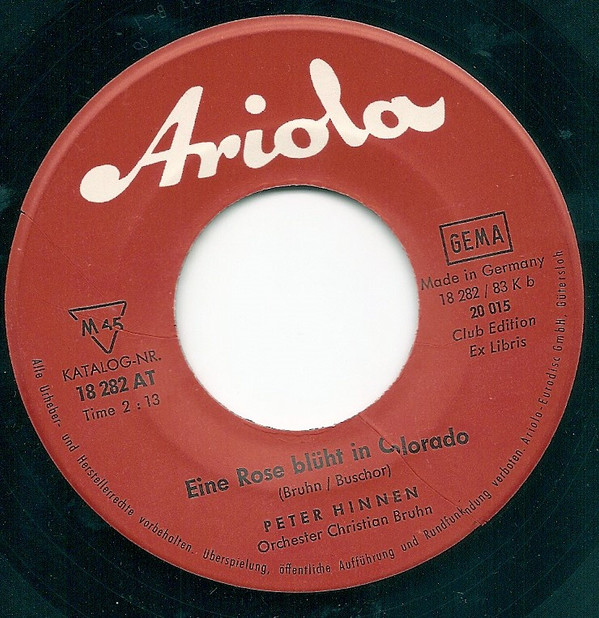 Ariola
GEMA
Made in Germany
18 282 / 83 K b
20 015
Club Edition
Ex Libris
M 45
KATALOG-NR.
18 282 AT
Time 2 : 13
Eine Rose blüht in Colorado
(Bruhn / Buschor)
PETER HINNEN
Orchester Christian Bruhn
Alle Urheber- und Herstellerrechte vorbehalten. Überspielung, öffentliche Aufführung und Rundfunkndung verboten. Ariola-Eurodisc GmbH, Gütersloh